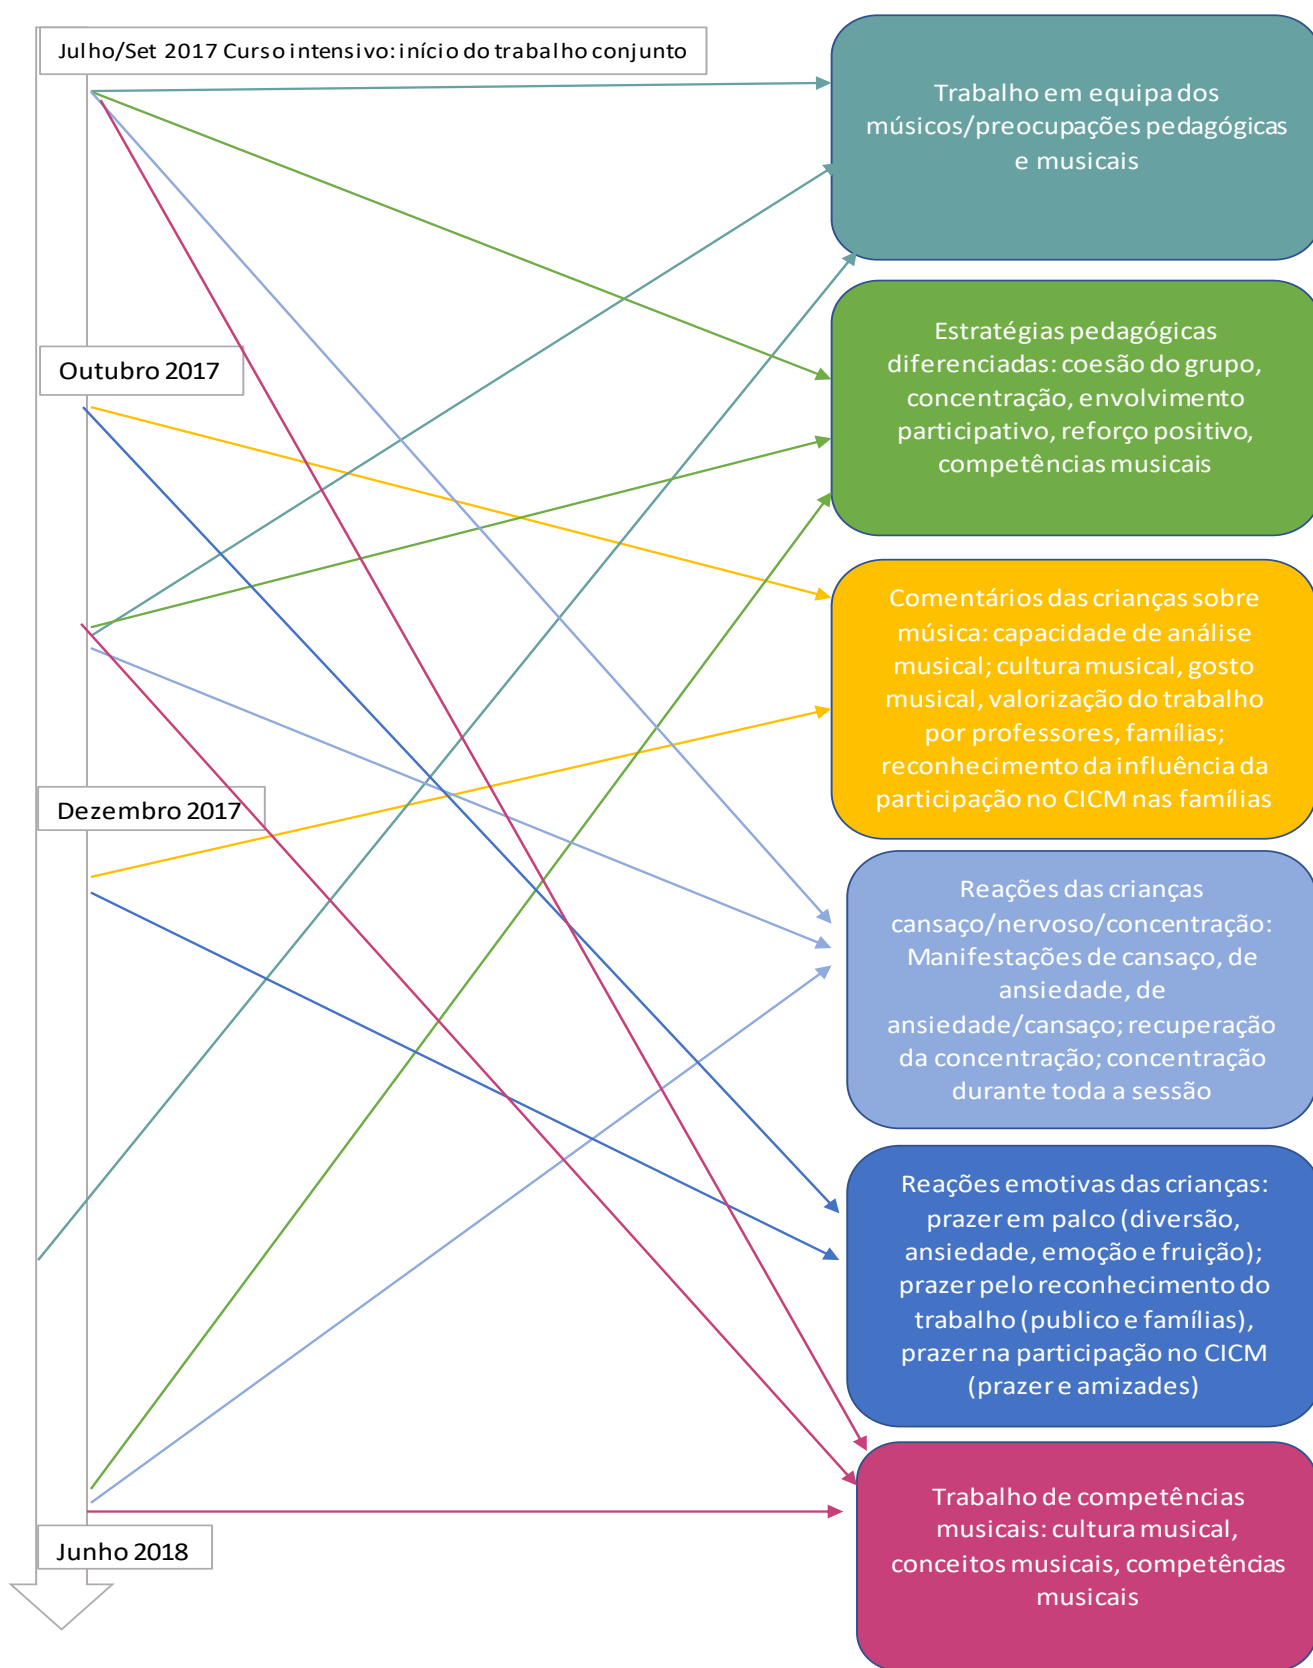 Julho/Set 2017 Curso intensivo: início do trabalho conjunto
Trabalho em equipa dos
músicos/preocupações pedagógicas
e musicais
Estratégias pedagógicas
diferenciadas: coesão do grupo,
concentração, envolvimento
participativo, reforço positivo,
competências musicais
Outubro 2017
Comentários das crianças sobre
música: capacidade de análise
musical; cultura musical, gosto
musical, valorização do trabalho
por professores, famílias;
reconhecimento da influência da
participação no CICM nas famílias
Dezembro 2017
Reações das crianças
cansaço/nervoso/concentração:
Manifestações de cansaço, de
ansiedade, de
ansiedade/cansaço; recuperação
da concentração; concentração
durante toda a sessão
Reações emotivas das crianças:
prazer em palco (diversão,
ansiedade, emoção e fruição);
prazer pelo reconhecimento do
trabalho (publico e famílias),
prazer na participação no CICM
(prazer e amizades)
Trabalho de competências
musicais: cultura musical,
conceitos musicais, competências
musicais
Junho 2018